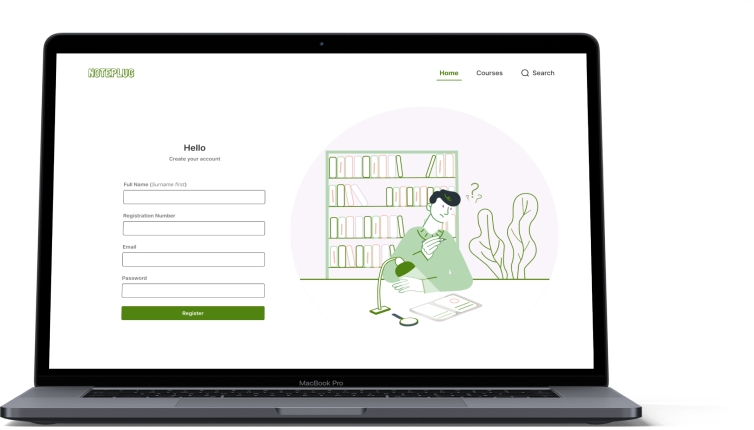 NOTEPLUG
Home
Courses
Search
Hello
Create your account
Full Name (Surname first)
Registration Number
Email
Password
Register
??
MacBook Pro